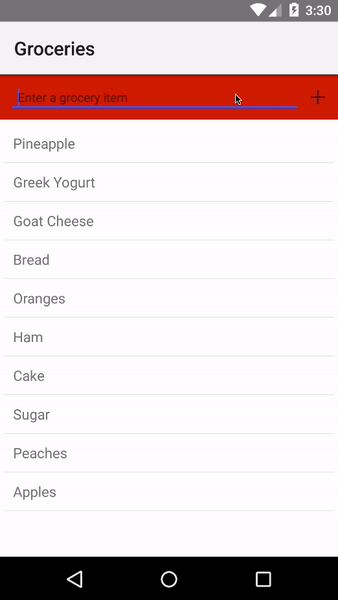 3:30
Groceries
Enter a grocery item
Pineapple
Greek Yogurt
Goat Cheese
Bread
Oranges
Ham
Cake
Sugar
Peaches
Apples